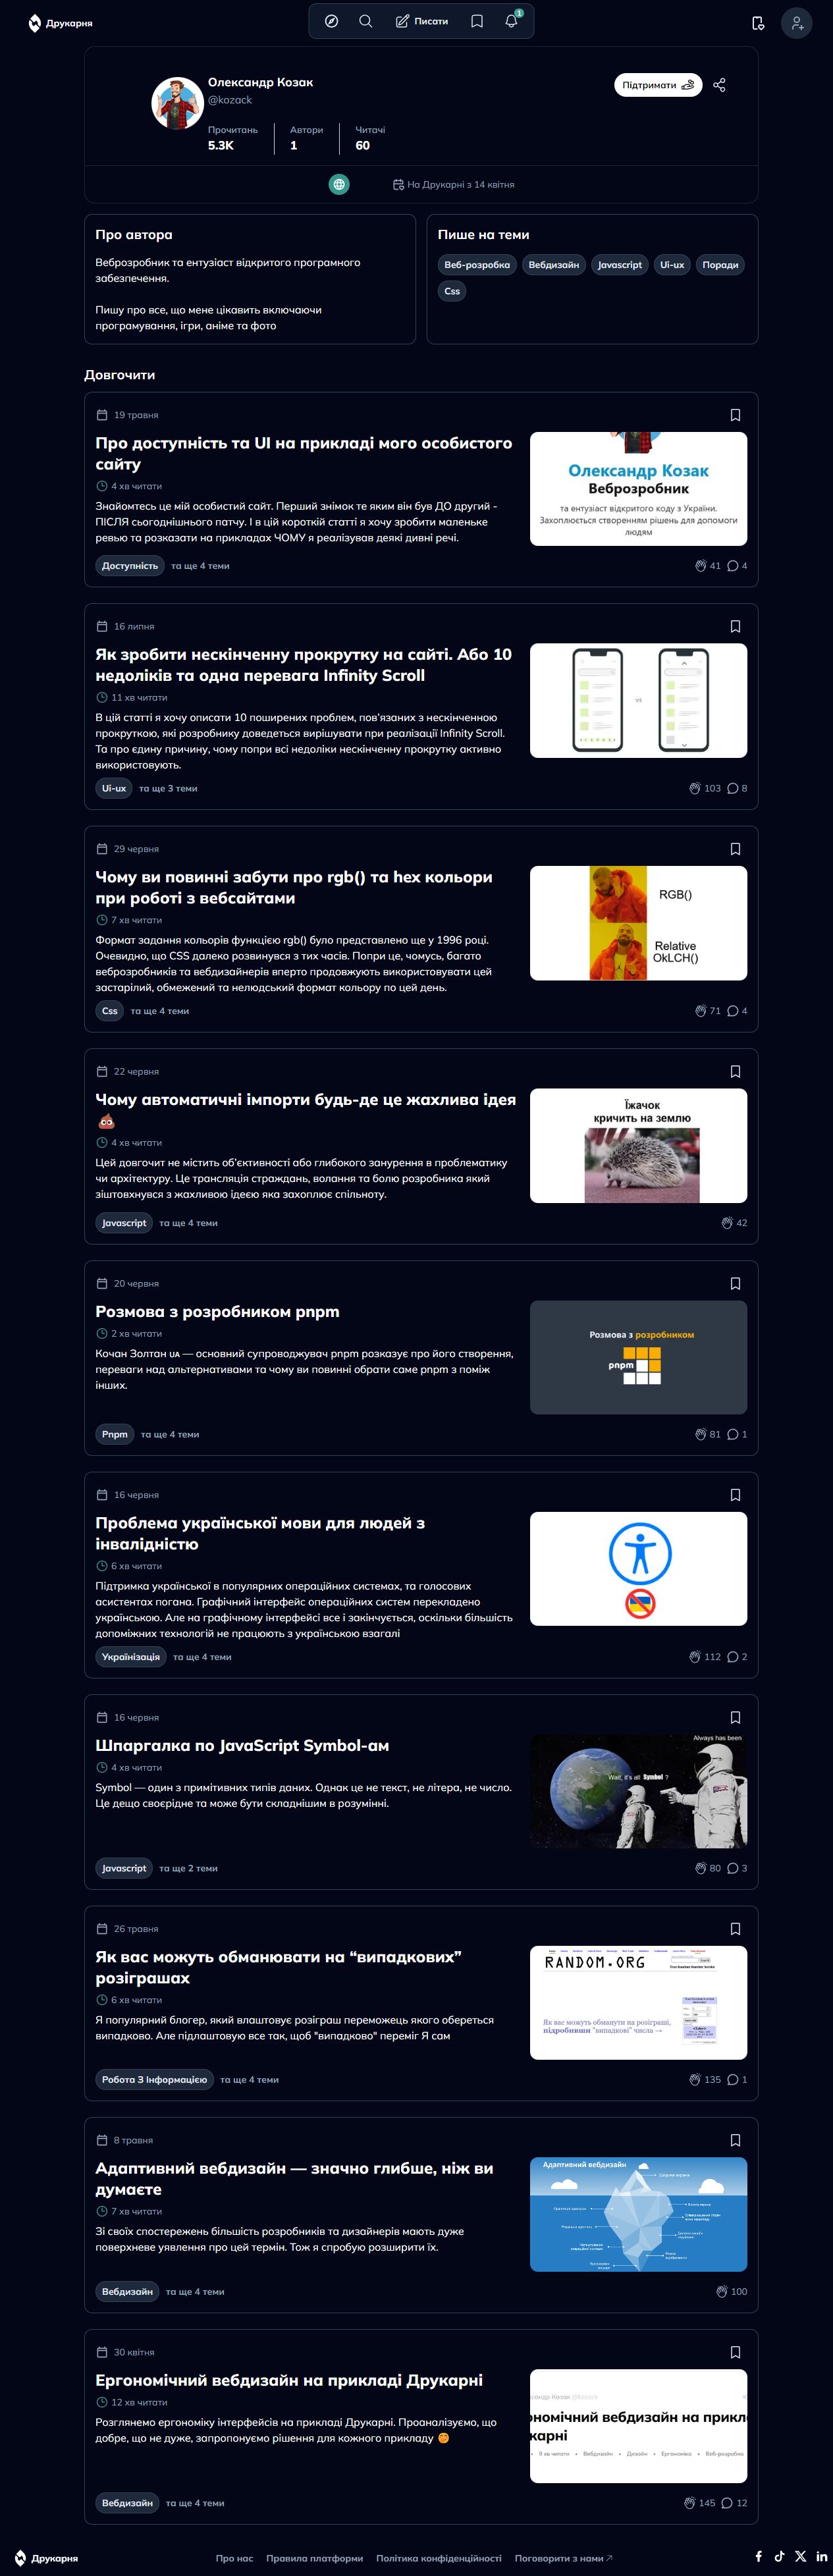 Друкарня
Писати
1
Олександр Козак
@kozack
Підтримати
Прочитань
Автори
Читачі
5.3K
1
60
На Друкарні з 14 квітня
Про автора
Веброзробник та ентузіаст відкритого програмного
забезпечення.
Пишу про все, що мене цікавить включаючи
програмування, ігри, аніме та фото
Пише на теми
Веб-розробка
Вебдизайн
Javascript
Ui-ux
Поради
Css
Довгочити
19 травня
Про доступність та UI на прикладі мого особистого
сайту
4 хв читати
Знайомтесь це мій особистий сайт. Перший знімок те яким він був ДО другий -
ПІСЛЯ сьогоднішнього патчу. І в цій короткій статті я хочу зробити маленьке
ревью та розказати на прикладах ЧОМУ я реалізував деякі дивні речі.
Олександр Козак
Веброзробник
та ентузіаст відкритого коду з України.
Захоплюється створенням рішень для допомоги
людям
Доступність
та ще 4 теми
41
4
16 липня
Як зробити нескінченну прокрутку на сайті. Або 10
недоліків та одна перевага Infinity Scroll
11 хв читати
В цій статті я хочу описати 10 поширених проблем, пов’язаних з нескінченною
прокруткою, які розробнику доведеться вирішувати при реалізації Infinity Scroll.
Та про єдину причину, чому попри всі недоліки нескінченну прокрутку активно
використовують.
VS
Ui-ux
та ще 3 теми
103
8
29 червня
Чому ви повинні забути про rgb() та hex кольори
при роботі з вебсайтами
7 хв читати
Формат задання кольорів функцією rgb() було представлено ще у 1996 році.
Очевидно, що CSS далеко розвинувся з тих часів. Попри це, чомусь, багато
веброзробників та вебдизайнерів вперто продовжують використовувати цей
застарілий, обмежений та нелюдський формат кольору по цей день.
RGB()
Relative
OkLCH()
Css
та ще 4 теми
71
4
22 червня
Чому автоматичні імпорти будь-де це жахлива ідея
💩
4 хв читати
Цей довгочит не містить об’єктивності або глибокого занурення в проблематику
чи архітектуру. Це трансляція страждань, волання та болю розробника який
зіштовхнувся з жахливою ідеєю яка захоплює спільноту.
Їжачок
кричить на землю
Javascript
та ще 4 теми
42
20 червня
Розмова з розробником pnpm
2 хв читати
Кочан Золтан 🇺🇦 — основний супроводжувач pnpm розказує про його створення,
переваги над альтернативами та чому ви повинні обрати саме pnpm з поміж
інших.
Розмова з розробником
pnpm
Pnpm
та ще 4 теми
81
1
16 червня
Проблема української мови для людей з
інвалідністю
6 хв читати
Підтримка української в популярних операційних системах, та голосових
асистентах погана. Графічний інтерфейс операційних систем перекладено
українською. Але на графічному інтерфейсі все і закінчується, оскільки більшість
допоміжних технологій не працюють з українською взагалі
Українізація
та ще 4 теми
112
2
16 червня
Шпаргалка по JavaScript Symbol-ам
4 хв читати
Symbol — один з примітивних типів даних. Однак це не текст, не літера, не число.
Це дещо своєрідне та може бути складнішим в розумінні.
Always has been
Wait, it's all Symbol ?
Javascript
та ще 2 теми
80
3
26 травня
Як вас можуть обманювати на “випадкових”
розіграшах
6 хв читати
Я популярний блогер, який влаштовує розіграш переможець якого обереться
випадково. Але підлаштовую все так, щоб "випадково" переміг Я сам
RANDOM.ORG
Як вас можуть обманути на розіграші,
підробивши "випадкові" числа →
Робота З Інформацією
та ще 4 теми
135
1
8 травня
Адаптивний вебдизайн — значно глибше, ніж ви
думаєте
7 хв читати
Зі своїх спостережень більшість розробників та дизайнерів мають дуже
поверхневе уявлення про цей термін. Тож я спробую розширити їх.
Адаптивний вебдизайн
Вебдизайн
та ще 4 теми
100
30 квітня
Ергономічний вебдизайн на прикладі Друкарні
12 хв читати
Розглянемо ергономіку інтерфейсів на прикладі Друкарні. Проаналізуємо, що
добре, що не дуже, запропонуємо рішення для кожного прикладу
сандр Козак @kozack
ономічний вебдизайн на прикл
карні
9 хв читати • Вебдизайн • Дизайн • Ергономіка • Веб-розробка
Вебдизайн
та ще 4 теми
145
12
Друкарня
Про нас
Правила платформи
Політика конфіденційності
Поговорити з нами ↗